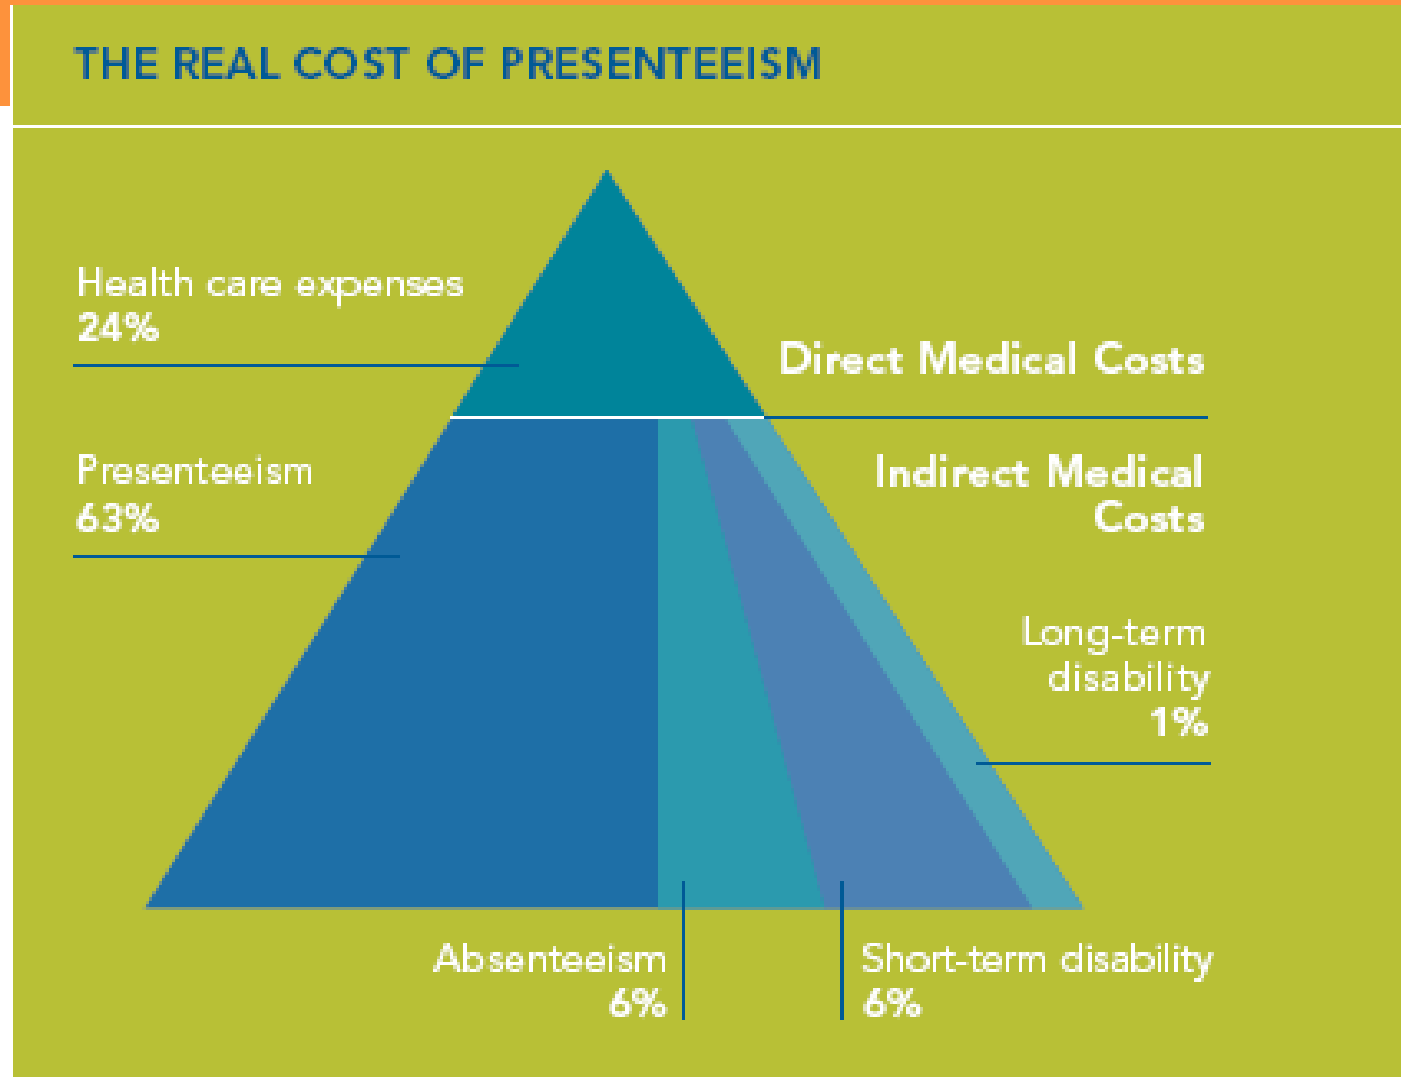 THE REAL COST OF PRESENTEEISM
Health care expenses
24%
Direct Medical Costs
Presenteeism
63%
Indirect Medical
Costs
Long-term
disability
1%
Absenteeism
6%
Short-term disability
6%